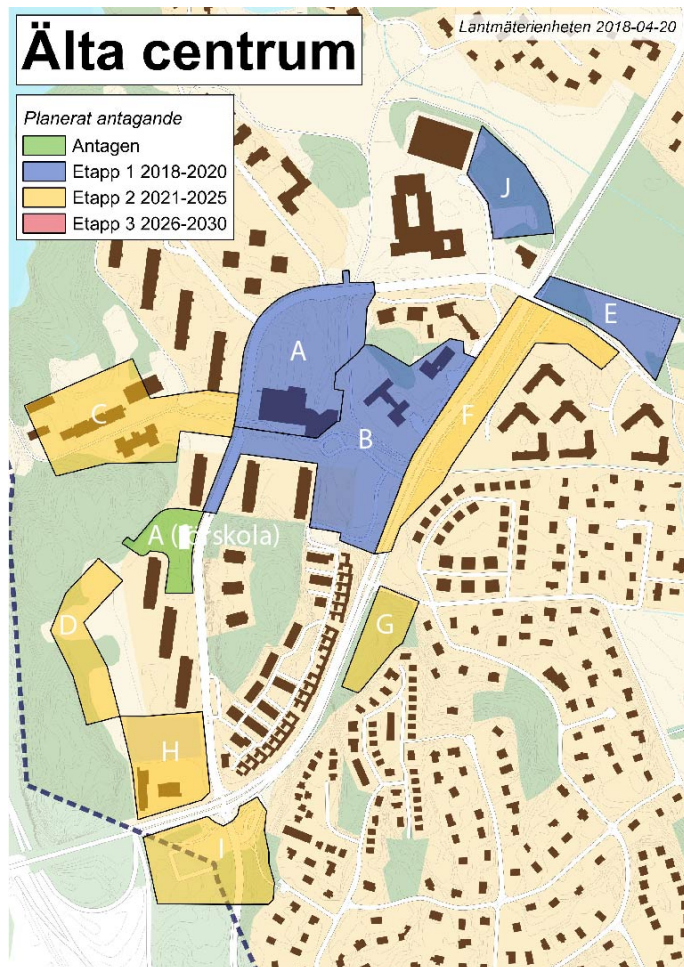 Älta centrum
Lantmäterienheten 2018-04-20
Planerat antagande
Antagen
Etapp 1 2018-2020
Etapp 2 2021-2025
Etapp 3 2026-2030
J
E
A
F
C
B
A (förskola)
D
G
H
I